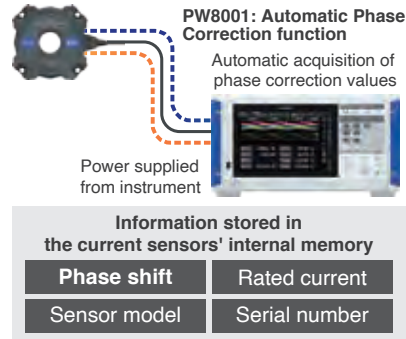 PW8001: Automatic Phase
Correction function
Automatic acquisition of
phase correction values
Power supplied
from instrument
Information stored in
the current sensors' internal memory
Phase shift
Rated current
Sensor model
Serial number